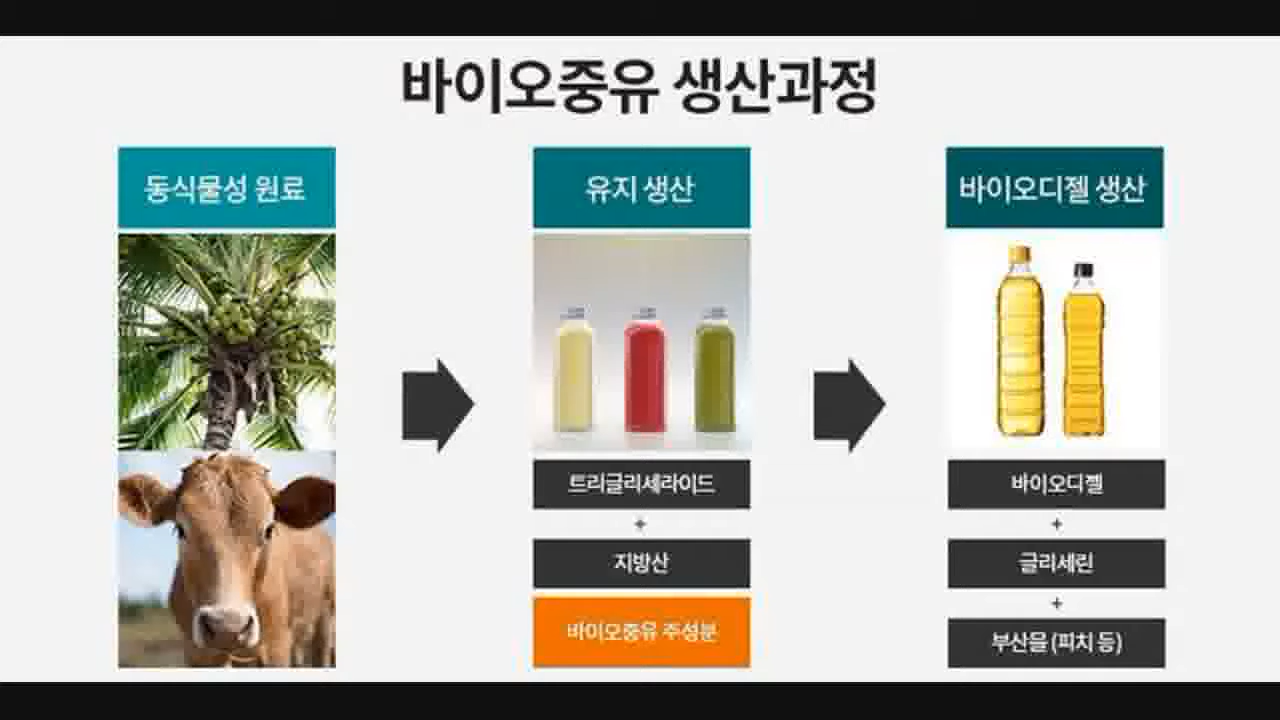 바이오중유 생산과정
동식물성 원료
유지 생산
트리글리세라이드
+
지방산
바이오중유 주성분
바이오디젤 생산
바이오디젤
+
글리세린
+
부산물 (피치 등)